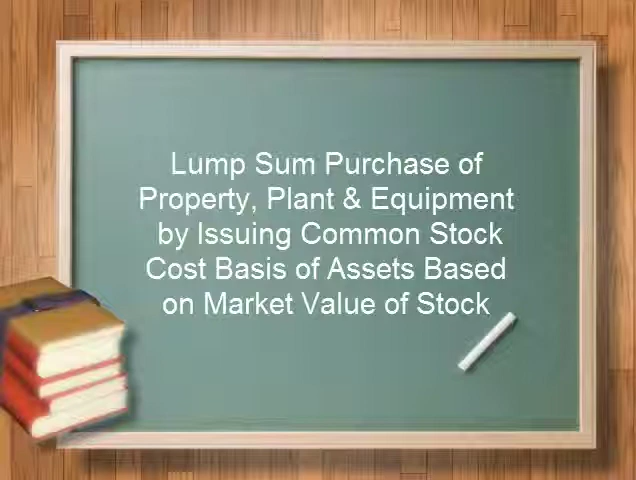 Lump Sum Purchase of
Property, Plant & Equipment
by Issuing Common Stock
Cost Basis of Assets Based
on Market Value of Stock